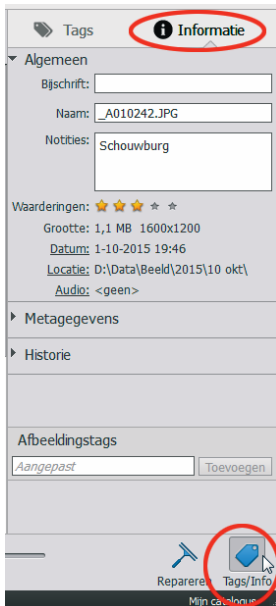 Tags Informatie
Algemeen
Bijschrift:
Naam: _A010242.JPG
Notities: Schouwburg
Waarderingen:
Grootte: 1,1 MB 1600x1200
Datum: 1-10-2015 19:46
Locatie: D:\Data\Beeld\2015\10 okt\
Audio: <geen>
Metagegevens
Historie
Afbeeldingstags
Aangepast Toevoegen
Repareren Tags/Info
Mijn catalogus